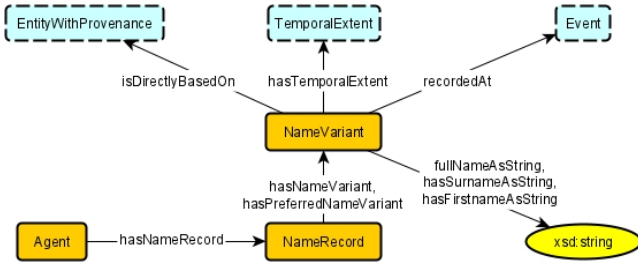 EntityWithProvenance
TemporalExtent
Event
isDirectlyBasedOn
hasTemporalExtent
recordedAt
NameVariant
fullNameAsString,
hasSurnameAsString,
hasFirstnameAsString
hasNameVariant,
hasPreferredNameVariant
Agent
hasNameRecord
NameRecord
xsd:string